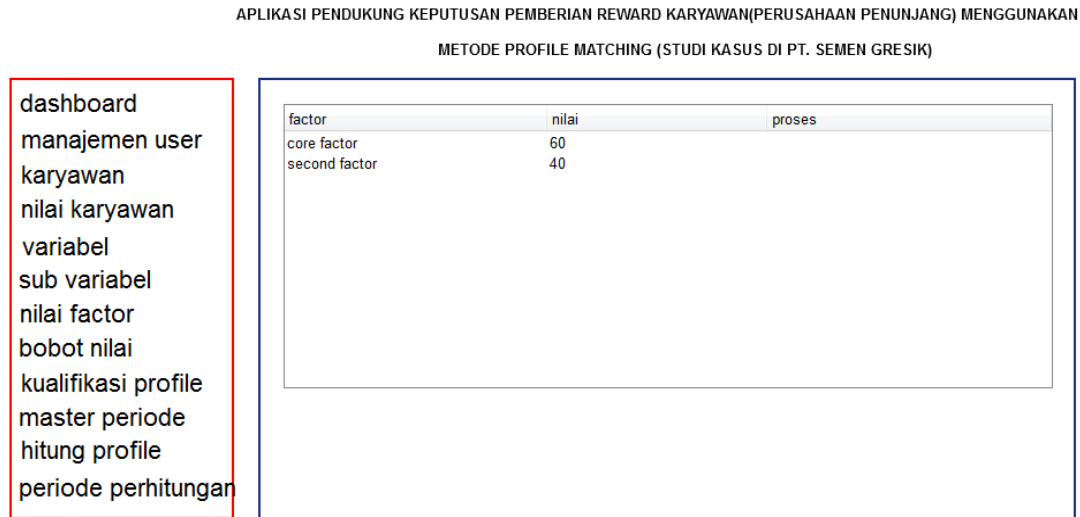 APLIKASI PENDUKUNG KEPUTUSAN PEMBERIAN REWARD KARYAWAN(PERUSAHAAN PENUNJANG) MENGGUNAKAN
METODE PROFILE MATCHING (STUDI KASUS DI PT. SEMEN GRESIK)
dashboard
manajemen user
karyawan
nilai karyawan
variabel
sub variabel
nilai factor
bobot nilai
kualifikasi profile
master periode
hitung profile
periode perhitungan
factor nilai proses
core factor 60
second factor 40